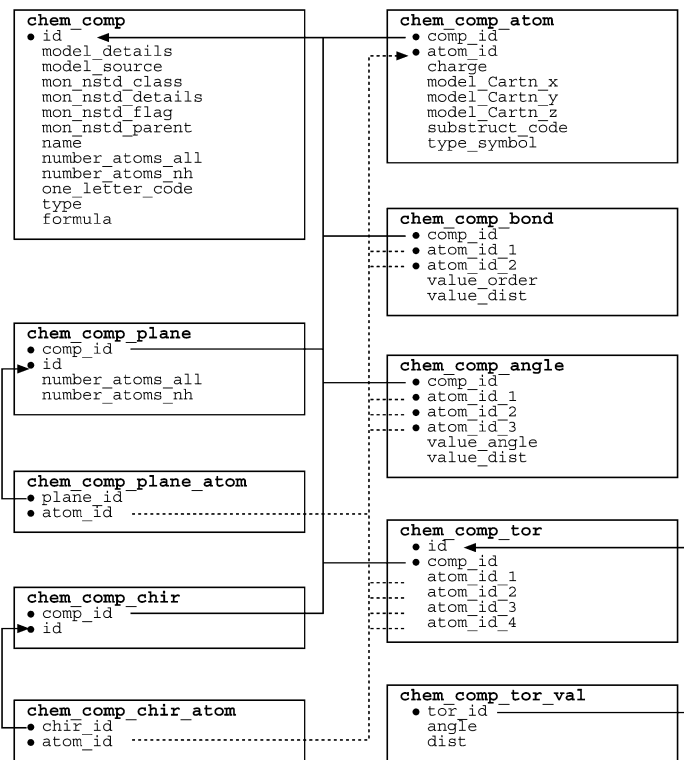 chem_comp
id
model_details
model_source
mon_nstd_class
mon_nstd_details
mon_nstd_flag
mon_nstd_parent
name
number_atoms_all
number_atoms_nh
one_letter_code
type
formula
chem_comp_plane
comp_id
id
number_atoms_all
number_atoms_nh
chem_comp_plane_atom
plane_id
atom_id
chem_comp_chir
comp_id
id
chem_comp_chir_atom
chir_id
atom_id
chem_comp_atom
comp_id
atom_id
charge
model_Cartn_x
model_Cartn_y
model_Cartn_z
substruct_code
type_symbol
chem_comp_bond
comp_id
atom_id_1
atom_id_2
value_order
value_dist
chem_comp_angle
comp_id
atom_id_1
atom_id_2
atom_id_3
value_angle
value_dist
chem_comp_tor
id
comp_id
atom_id_1
atom_id_2
atom_id_3
atom_id_4
chem_comp_tor_val
tor_id
angle
dist